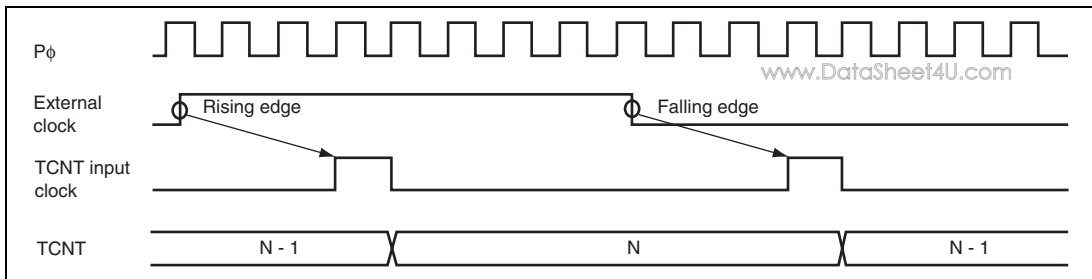 Pϕ
www.DataSheet4U.com
External
clock
Rising edge
Falling edge
TCNT input
clock
TCNT
N - 1
N
N - 1